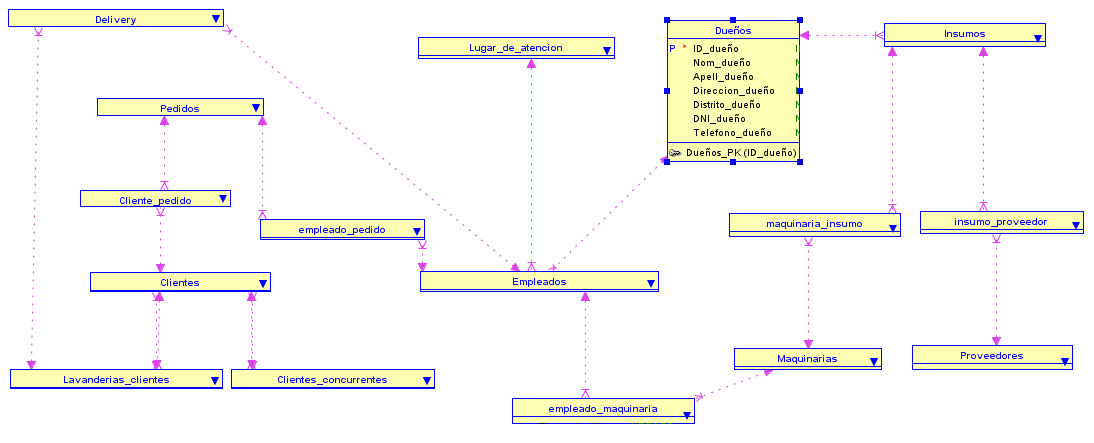 Delivery
Lugar_de_atencion
Dueños
P * ID_dueño
Nom_dueño
Apell_dueño
Direccion_dueño
Distrito_dueño
DNI_dueño
Telefono_dueño
Dueños_PK (ID_dueño)
Insumos
Pedidos
Cliente_pedido
empleado_pedido
maquinaria_insumo
insumo_proveedor
Clientes
Empleados
Lavanderias_clientes
Clientes_concurrentes
Maquinarias
Proveedores
empleado_maquinaria